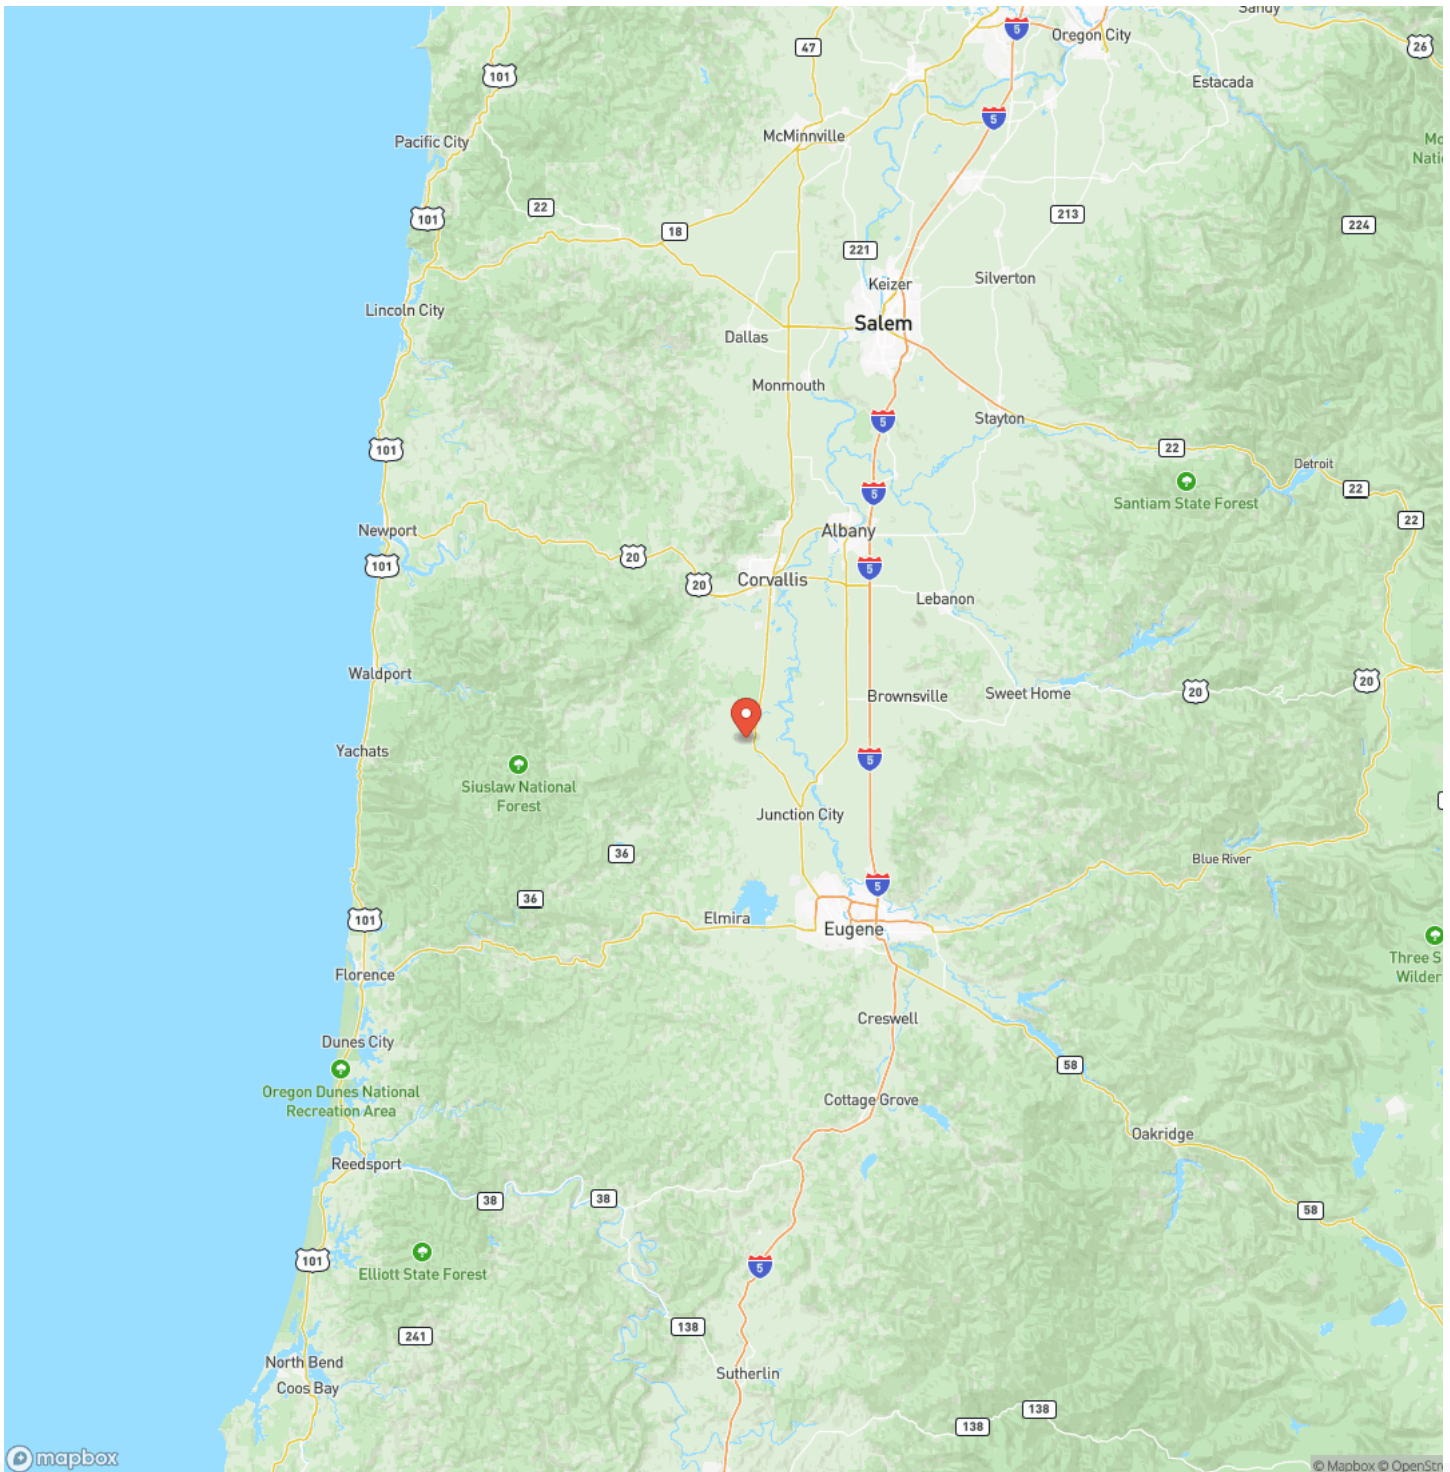 Sandy
5
Oregon City
47
26
101
Estacada
5
McMinnville
Pacific City
Mo
Natio
22
213
101
224
18
221
Silverton
Keizer
Lincoln City
Salem
Dallas
Monmouth
Stayton
5
101
22
Detroit
Santiam State Forest
22
5
22
Newport
Albany
20
101
5
Corvallis
20
Lebanon
Waldport
20
Sweet Home
20
Brownsville
Yachats
5
Siuslaw National
Forest
Junction City
36
Blue River
5
36
Elmira
101
Eugene
Three S
Wilder
Florence
Creswell
Dunes City
58
Oregon Dunes National
Recreation Area
Cottage Grove
Oakridge
Reedsport
38
38
58
101
5
Elliott State Forest
138
241
North Bend
Sutherlin
Coos Bay
138
138
mapbox
© Mapbox © OpenStre